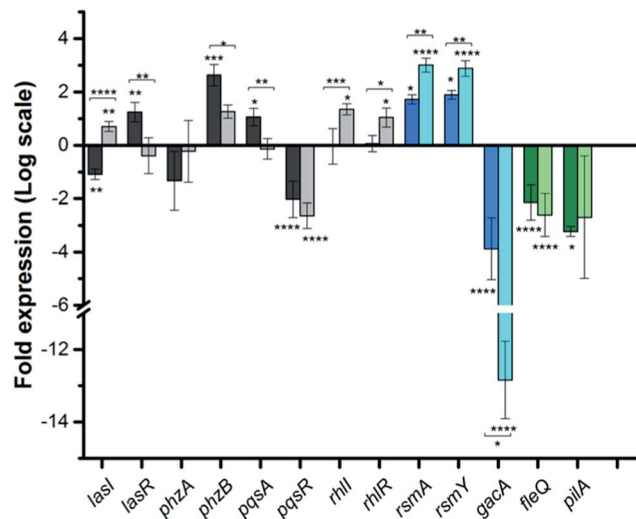 Fold expression (Log scale)
4
2
0
-2
-4
-6
-12
-14
**** ** ** ** *** * ** * *** * * * ** * **** ** * ****
** **** **** **** **** **** *
**** *
lasI lasR phzA phzB pqsA pqsR rhlI rhlR rsmA rsmY gacA fleQ pilA